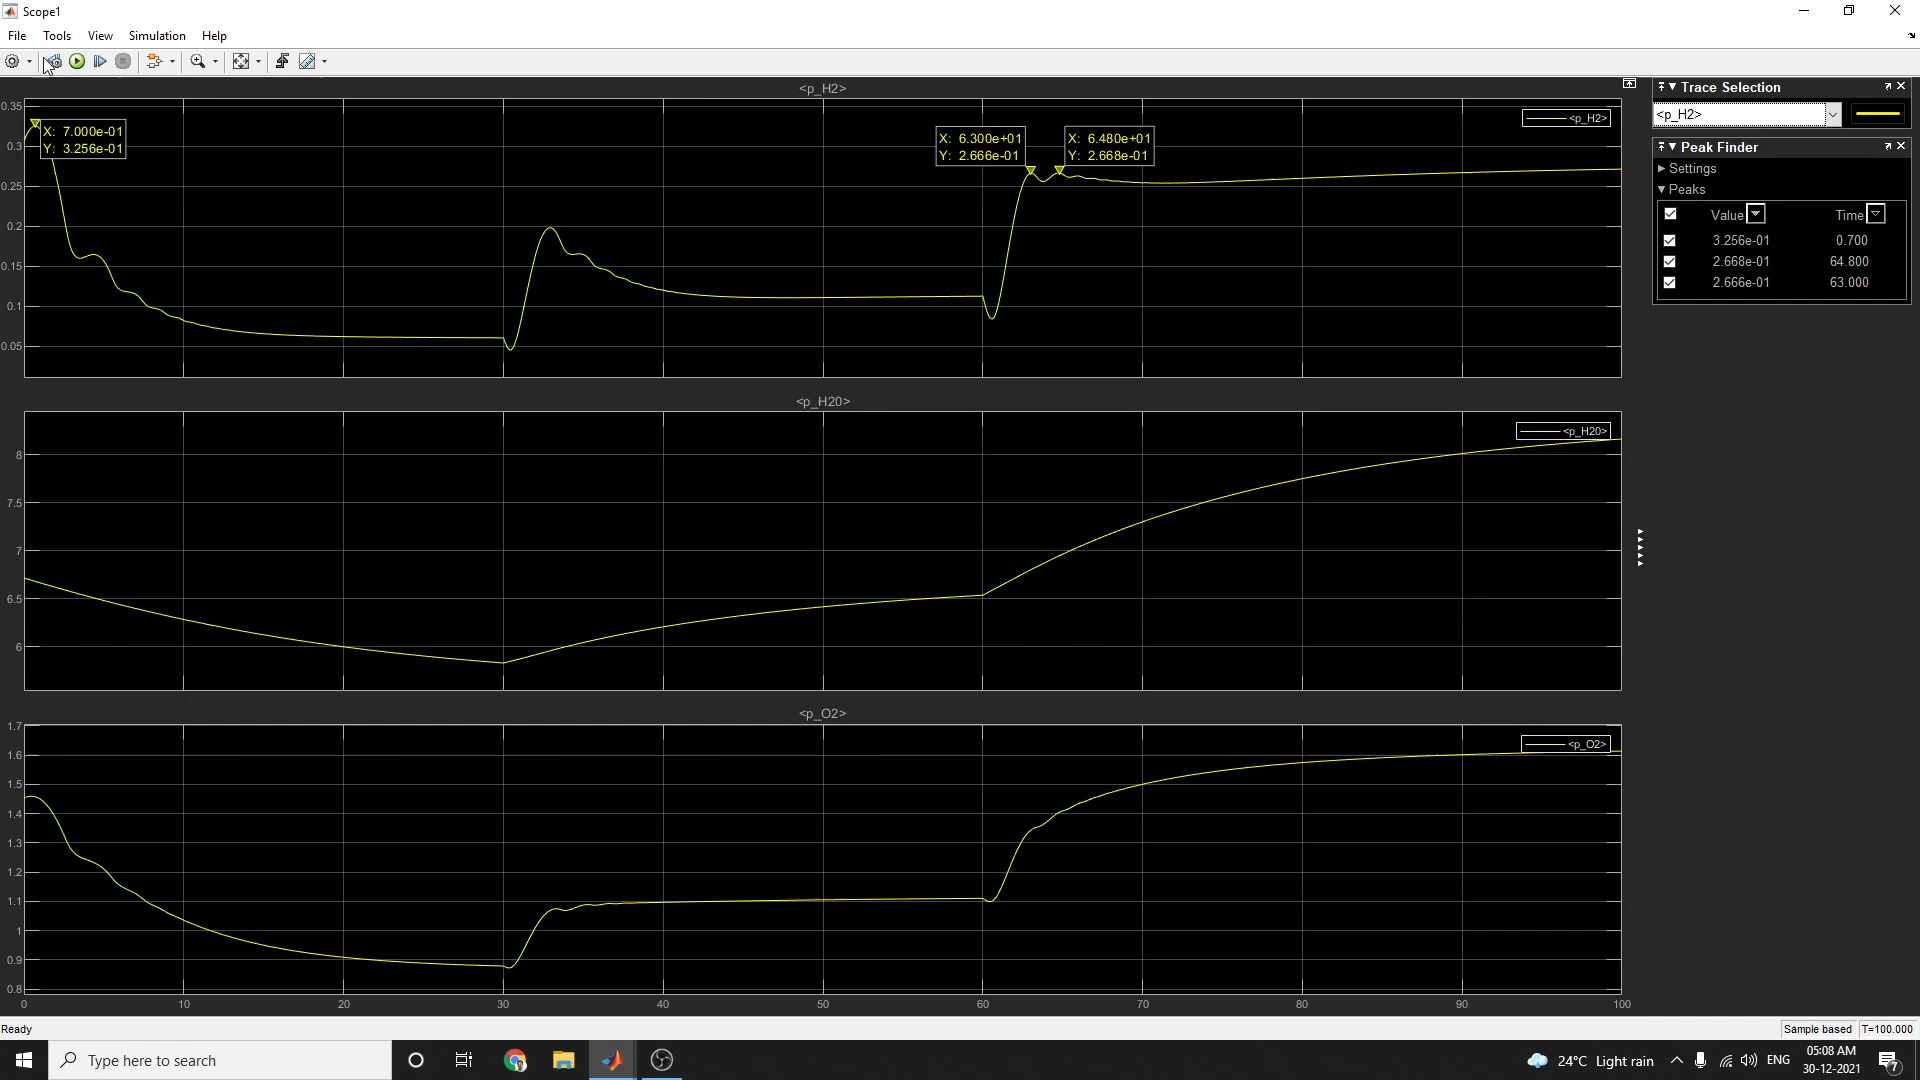 Scope1
File Tools View Simulation Help
<p_H2>
0.35
0.3
0.25
0.2
0.15
0.1
0.05
X: 7.000e-01
Y: 3.256e-01
X: 6.300e+01
Y: 2.666e-01
X: 6.480e+01
Y: 2.668e-01
<p_H2>
<p_H20>
8
7.5
7
6.5
6
<p_H20>
<p_O2>
1.7
1.6
1.5
1.4
1.3
1.2
1.1
1
0.9
0.8
<p_O2>
0 10 20 30 40 50 60 70 80 90 100
Trace Selection
<p_H2>
Peak Finder
Settings
Peaks
Value Time
3.256e-01 0.700
2.668e-01 64.800
2.666e-01 63.000
Ready
Sample based T=100.000
Type here to search
24°C Light rain
ENG
05:08 AM
30-12-2021
7